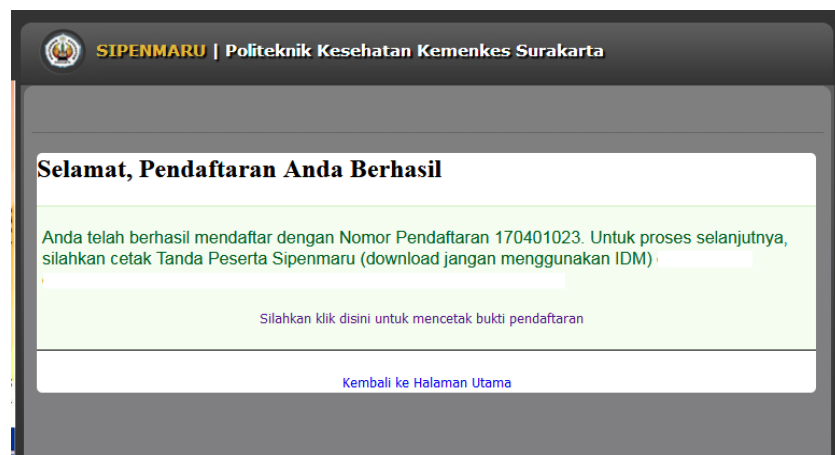 SIPENMARU | Politeknik Kesehatan Kemenkes Surakarta
Selamat, Pendaftaran Anda Berhasil
Anda telah berhasil mendaftar dengan Nomor Pendaftaran 170401023. Untuk proses selanjutnya,
silahkan cetak Tanda Peserta Sipenmaru (download jangan menggunakan IDM)
Silahkan klik disini untuk mencetak bukti pendaftaran
Kembali ke Halaman Utama